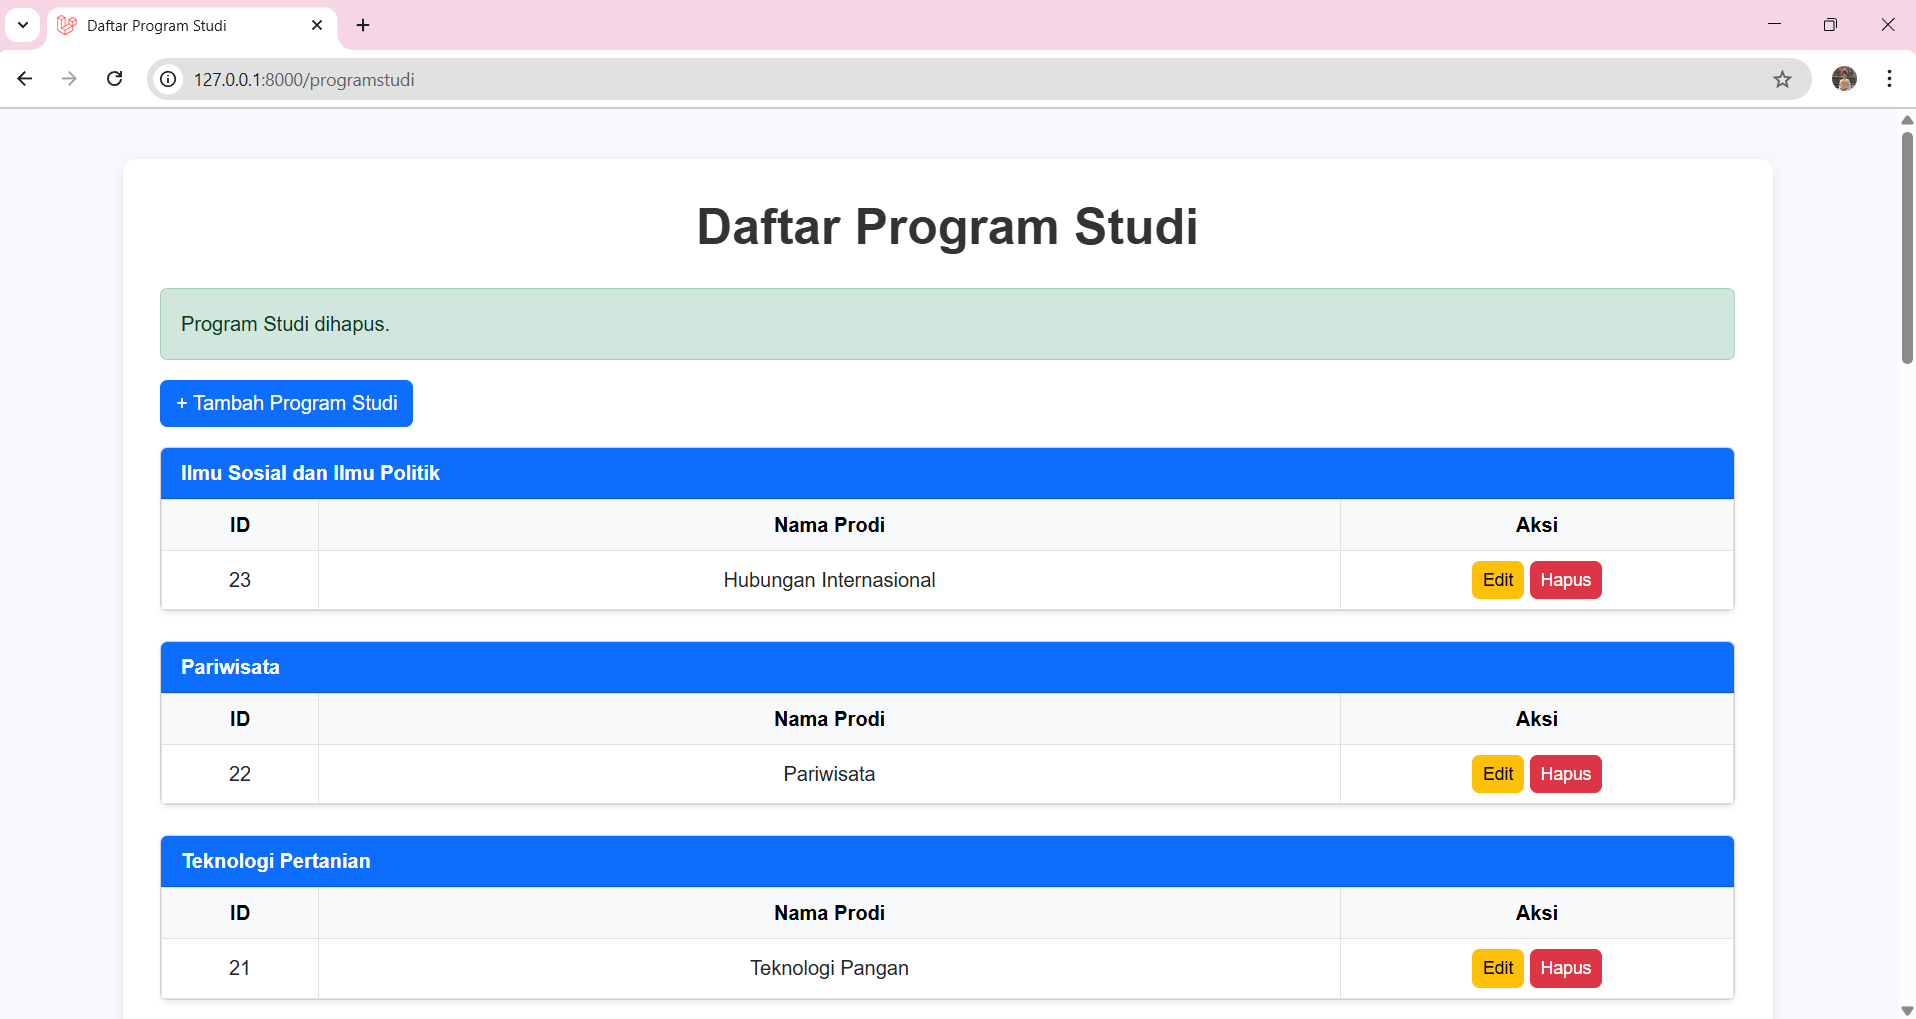 Daftar Program Studi
127.0.0.1:8000/programstudi
Daftar Program Studi
Program Studi dihapus.
+ Tambah Program Studi
Ilmu Sosial dan Ilmu Politik
ID Nama Prodi Aksi
23 Hubungan Internasional Edit Hapus
Pariwisata
ID Nama Prodi Aksi
22 Pariwisata Edit Hapus
Teknologi Pertanian
ID Nama Prodi Aksi
21 Teknologi Pangan Edit Hapus